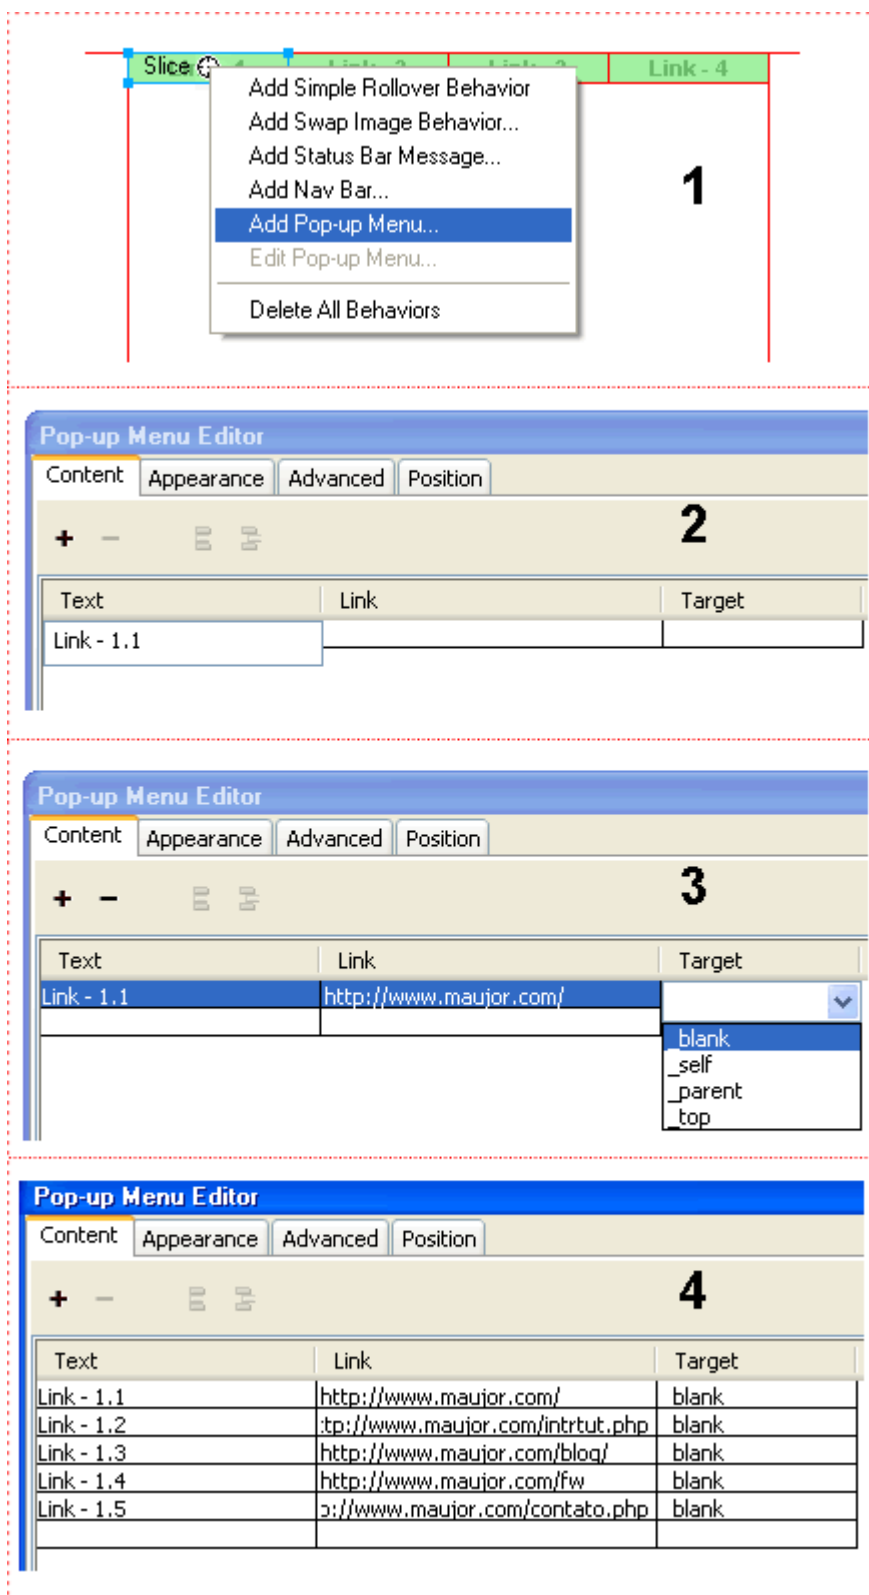 Slice Link - 4
Add Simple Rollover Behavior
Add Swap Image Behavior...
Add Status Bar Message...
Add Nav Bar...
Add Pop-up Menu...
Edit Pop-up Menu...
Delete All Behaviors
1
Pop-up Menu Editor
Content Appearance Advanced Position
2
Text Link Target
Link - 1.1
Pop-up Menu Editor
Content Appearance Advanced Position
3
Text Link Target
Link - 1.1 http://www.maujor.com/
_blank
_self
_parent
_top
Pop-up Menu Editor
Content Appearance Advanced Position
4
Text Link Target
Link - 1.1 http://www.maujor.com/ blank
Link - 1.2 :tp://www.maujor.com/intrtut.php blank
Link - 1.3 http://www.maujor.com/blog/ blank
Link - 1.4 http://www.maujor.com/fw blank
Link - 1.5 ://www.maujor.com/contato.php blank